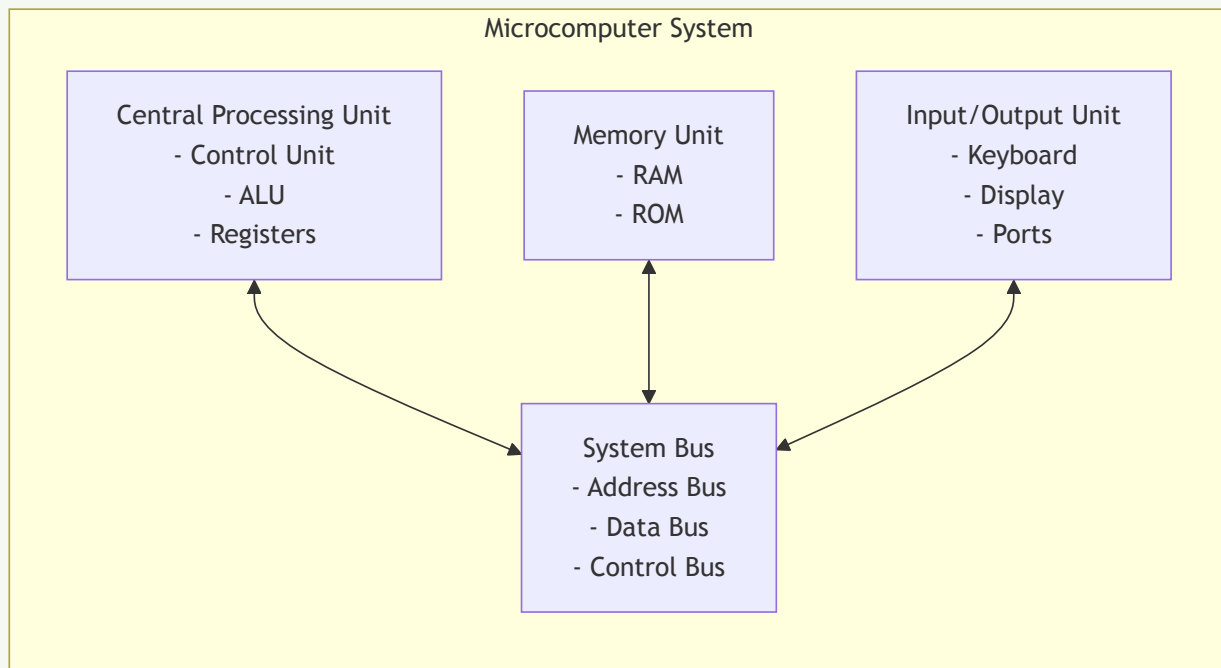 Microcomputer System
Central Processing Unit
- Control Unit
- ALU
- Registers
Memory Unit
- RAM
- ROM
Input/Output Unit
- Keyboard
- Display
- Ports
System Bus
- Address Bus
- Data Bus
- Control Bus